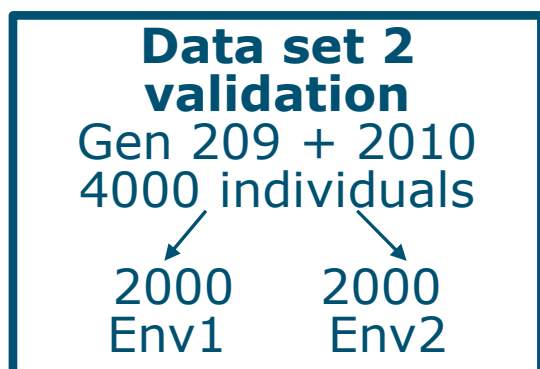 Data set 2
validation
Gen 209 + 2010
4000 individuals
2000 2000
Env1 Env2